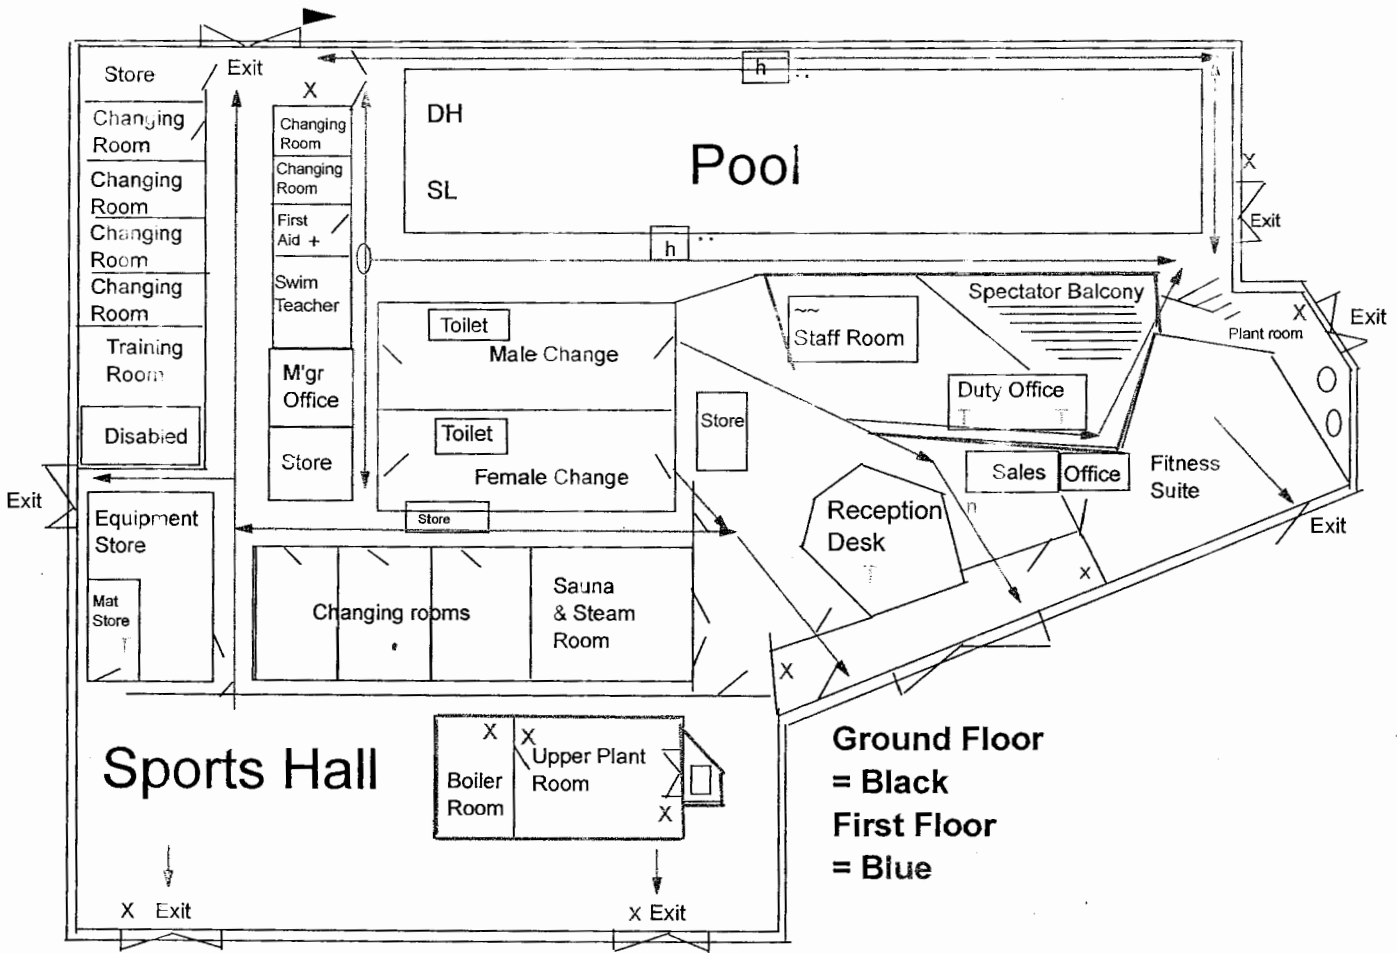 Store
Exit
X
h
Changing
Room
DH
Changing
Room
Pool
Changing
Room
Changing
Room
SL
X
Exit
First
Aid +
h
Changing
Room
Changing
Room
Swim
Teacher
Training
Room
Toilet
Male Change
~~
Staff Room
Spectator Balcony
X
Exit
Plant room
M'gr
Office
Duty Office
T T
Disabled
Store
Toilet
Female Change
Store
Sales
Office
Fitness
Suite
Exit
Equipment
Store
Store
Reception
Desk
T
n
Exit
Mat
Store
T
Changing rooms
Sauna
& Steam
Room
X
X
Sports Hall
X
Boiler
Room
X
Upper Plant
Room
X
Ground Floor
= Black
First Floor
= Blue
X Exit
X Exit